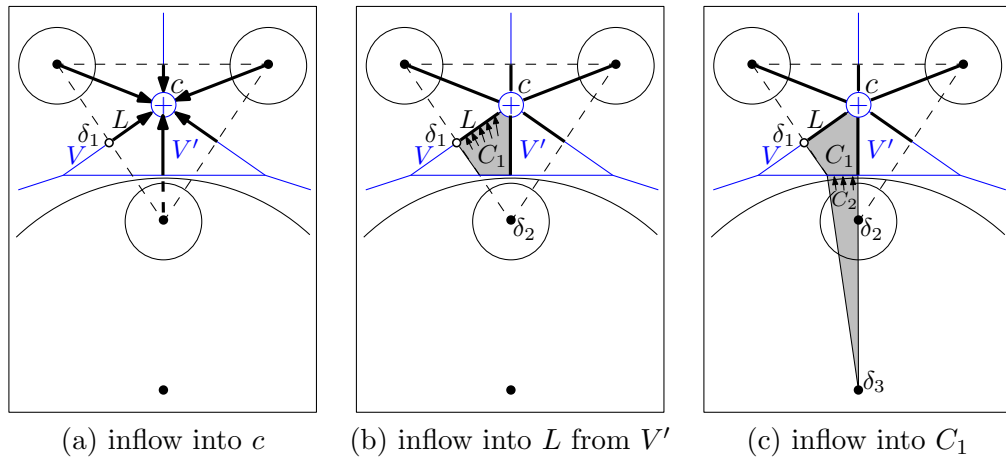 c
L
δ1
V
V′
(a) inflow into c
c
L
δ1
V
C1
V′
δ2
(b) inflow into L from V′
c
L
δ1
V
C1
V′
C2
δ2
δ3
(c) inflow into C1